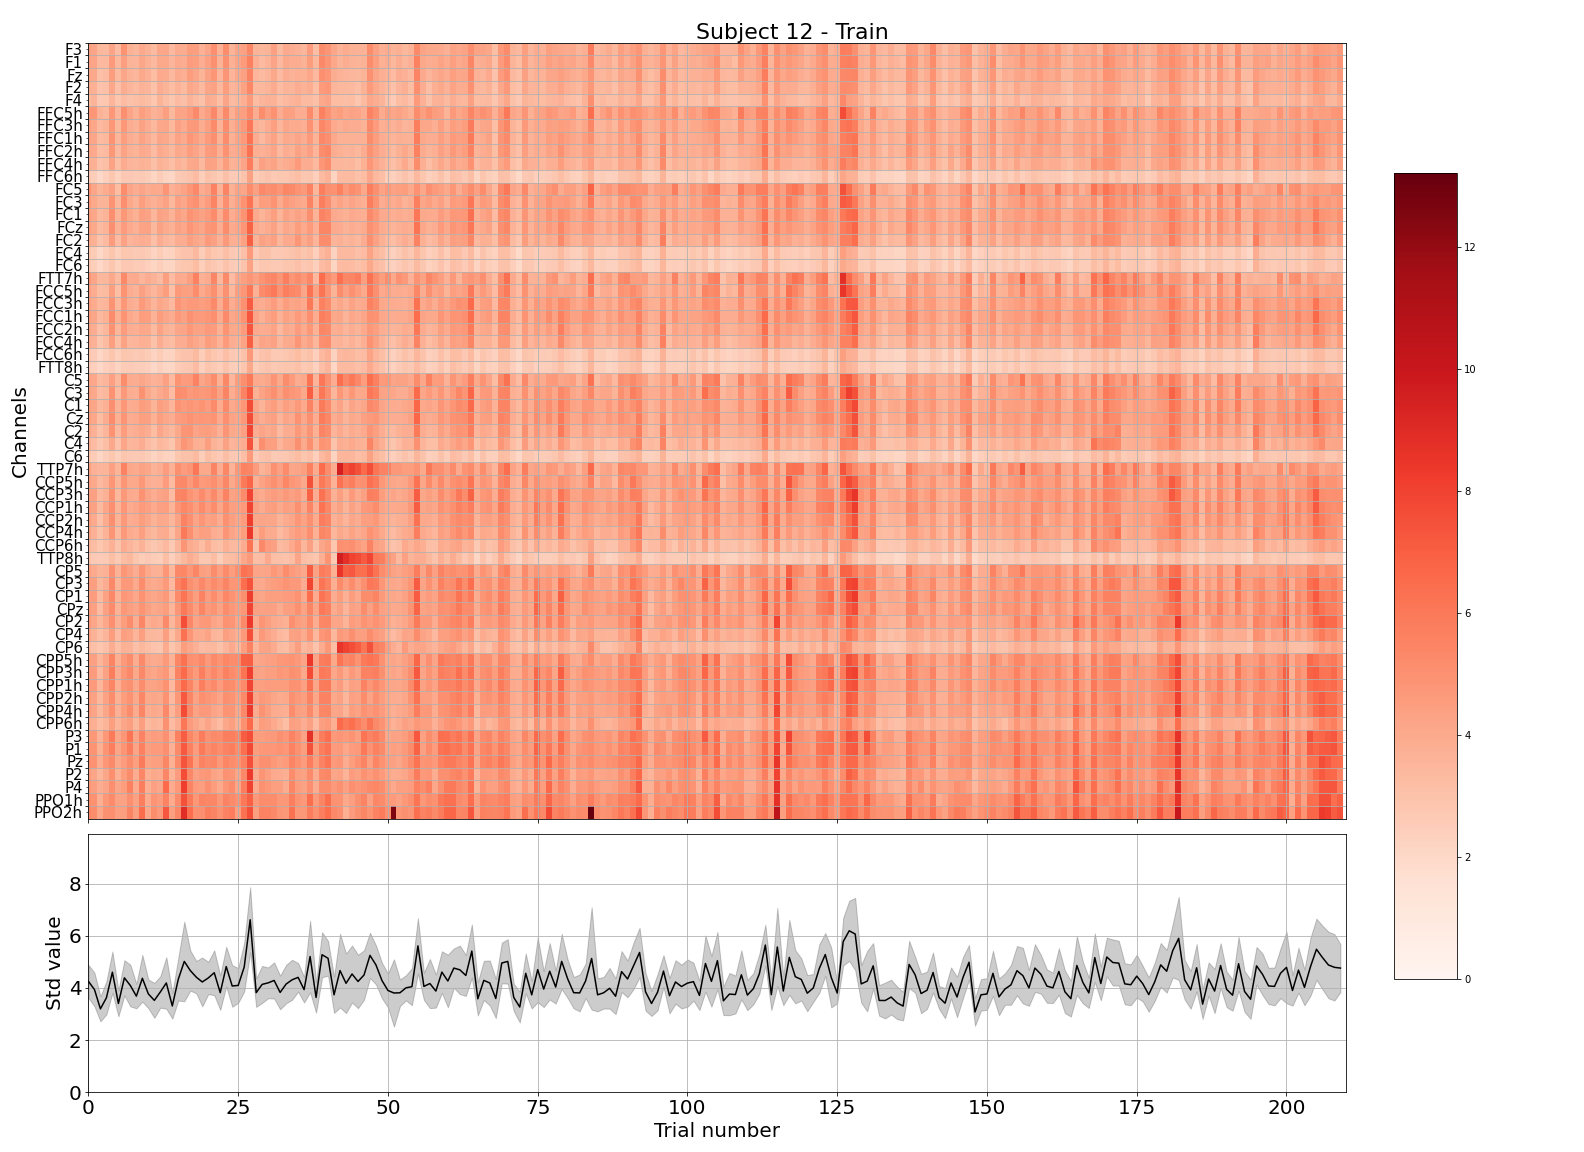 Subject 12 - Train
F3
F1
Fz
F2
F4
FFC5h
FFC3h
FFC1h
FFC2h
FFC4h
FFC6h
FC5
FC3
FC1
FCz
FC2
FC4
FC6
FTT7h
FCC5h
FCC3h
FCC1h
FCC2h
FCC4h
FCC6h
FTT8h
C5
C3
C1
Cz
C2
C4
C6
TTP7h
CCP5h
CCP3h
CCP1h
CCP2h
CCP4h
CCP6h
TTP8h
CP5
CP3
CP1
CPz
CP2
CP4
CP6
CPP5h
CPP3h
CPP1h
CPP2h
CPP4h
CPP6h
P3
P1
Pz
P2
P4
PPO1h
PPO2h
Channels
12
10
8
6
4
2
0
8
6
4
2
0
Std value
0 25 50 75 100 125 150 175 200
Trial number